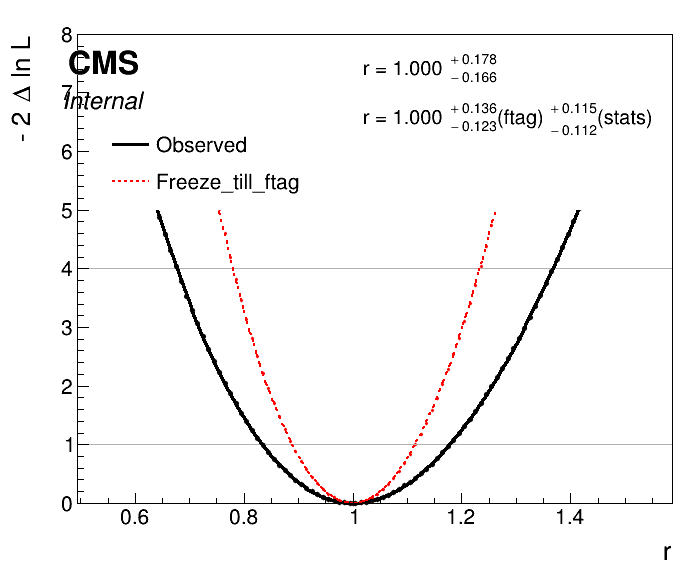 CMS
Internal
r = 1.000 +0.178 −0.166
r = 1.000 +0.136 −0.123(ftag) +0.115 −0.112(stats)
Observed
Freeze_till_ftag
- 2 Δ ln L
8
7
6
5
4
3
2
1
0
0.6 0.8 1 1.2 1.4
r